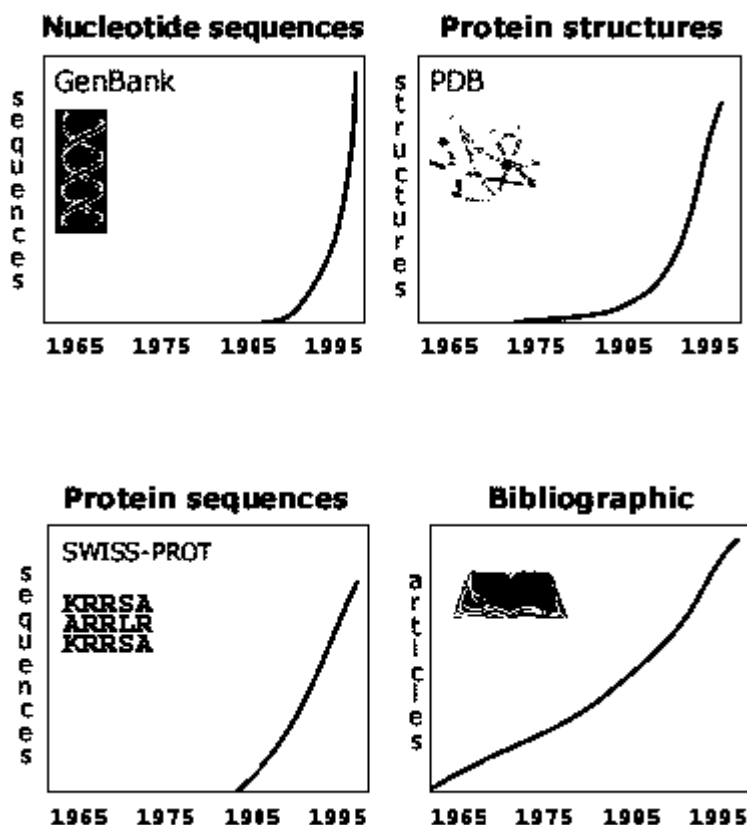 Nucleotide sequences
GenBank
sequences
1965 1975 1985 1995
Protein structures
PDB
structures
1965 1975 1985 1995
Protein sequences
SWISS-PROT
KRRSA
ARRLR
KRRSA
sequences
1965 1975 1985 1995
Bibliographic
articles
1965 1975 1985 1995